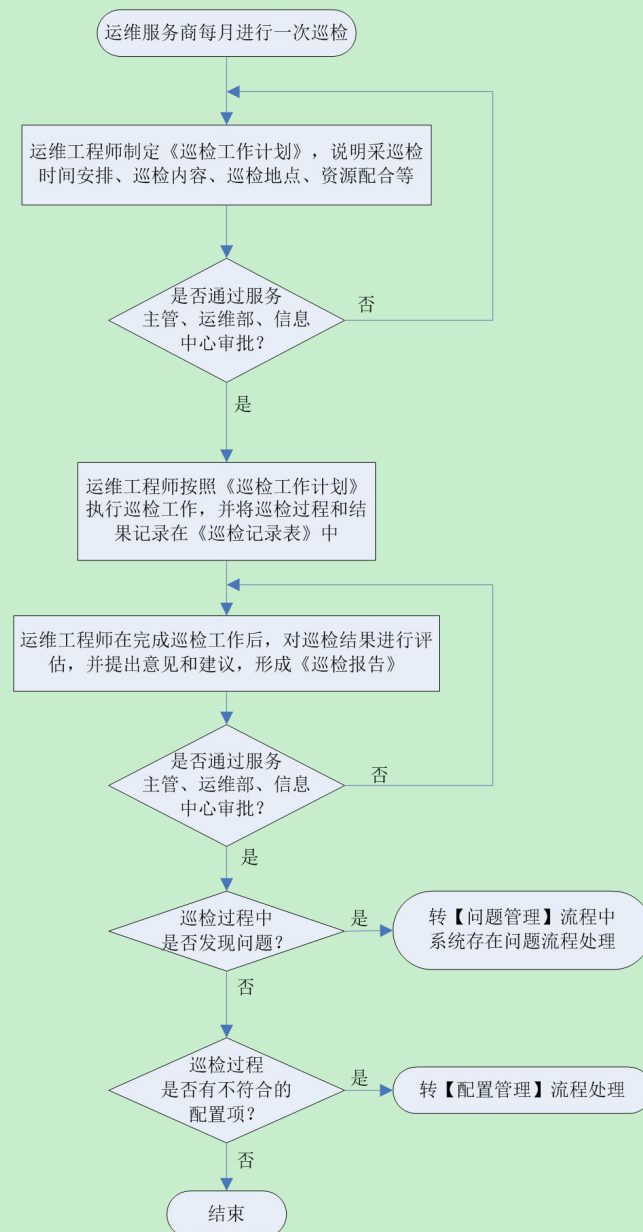 运维服务商每月进行一次巡检
运维工程师制定《巡检工作计划》，说明采巡检
时间安排、巡检内容、巡检地点、资源配合等
是否通过服务
主管、运维部、信息
中心审批？
否
是
运维工程师按照《巡检工作计划》
执行巡检工作，并将巡检过程和结
果记录在《巡检记录表》中
运维工程师在完成巡检工作后，对巡检结果进行评
估，并提出意见和建议，形成《巡检报告》
是否通过服务
主管、运维部、信息
中心审批？
否
是
巡检过程中
是否发现问题？
是
转【问题管理】流程中
系统存在问题流程处理
否
巡检过程
是否有不符合的
配置项？
是
转【配置管理】流程处理
否
结束